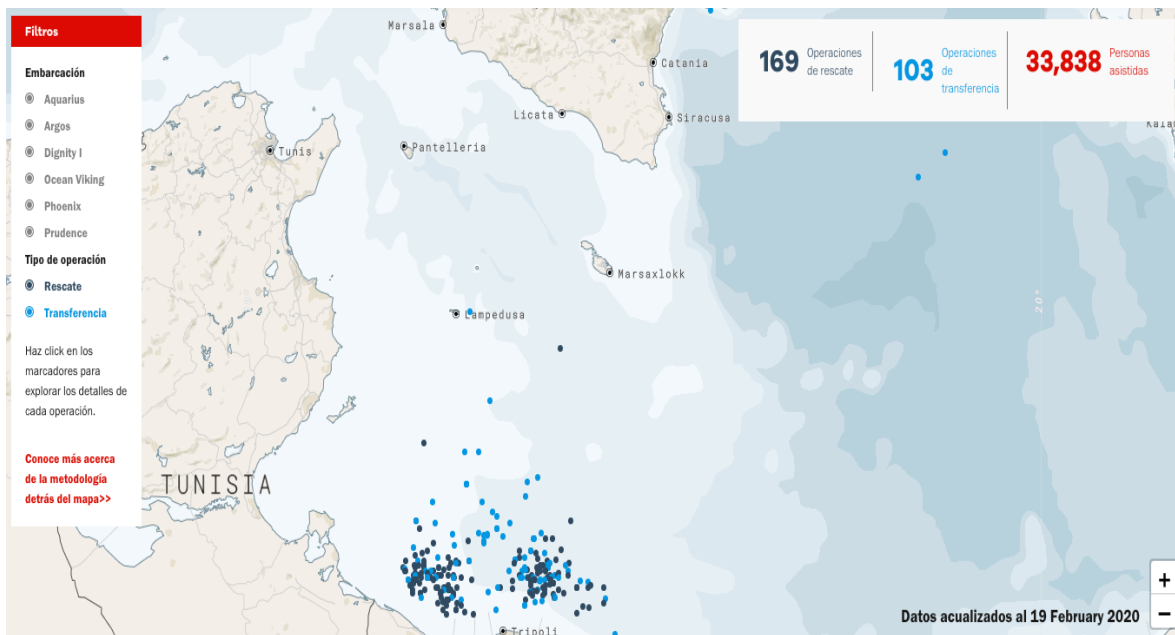 Filtros
Embarcación
Aquarius
Argos
Dignity I
Ocean Viking
Phoenix
Prudence
Tipo de operación
Rescate
Transferencia
Haz click en los
marcadores para
explorar los detalles de
cada operación.
Conoce más acerca
de la metodología
detrás del mapa>>
169
Operaciones
de rescate
103
Operaciones
de
transferencia
33,838
Personas
asistidas
Marsala
Catania
Licata
Siracusa
Tunis
Pantelleria
Marsaxlokk
Lampedusa
20°
TUNISIA
Tripoli
Datos acualizados al 19 February 2020
+
−